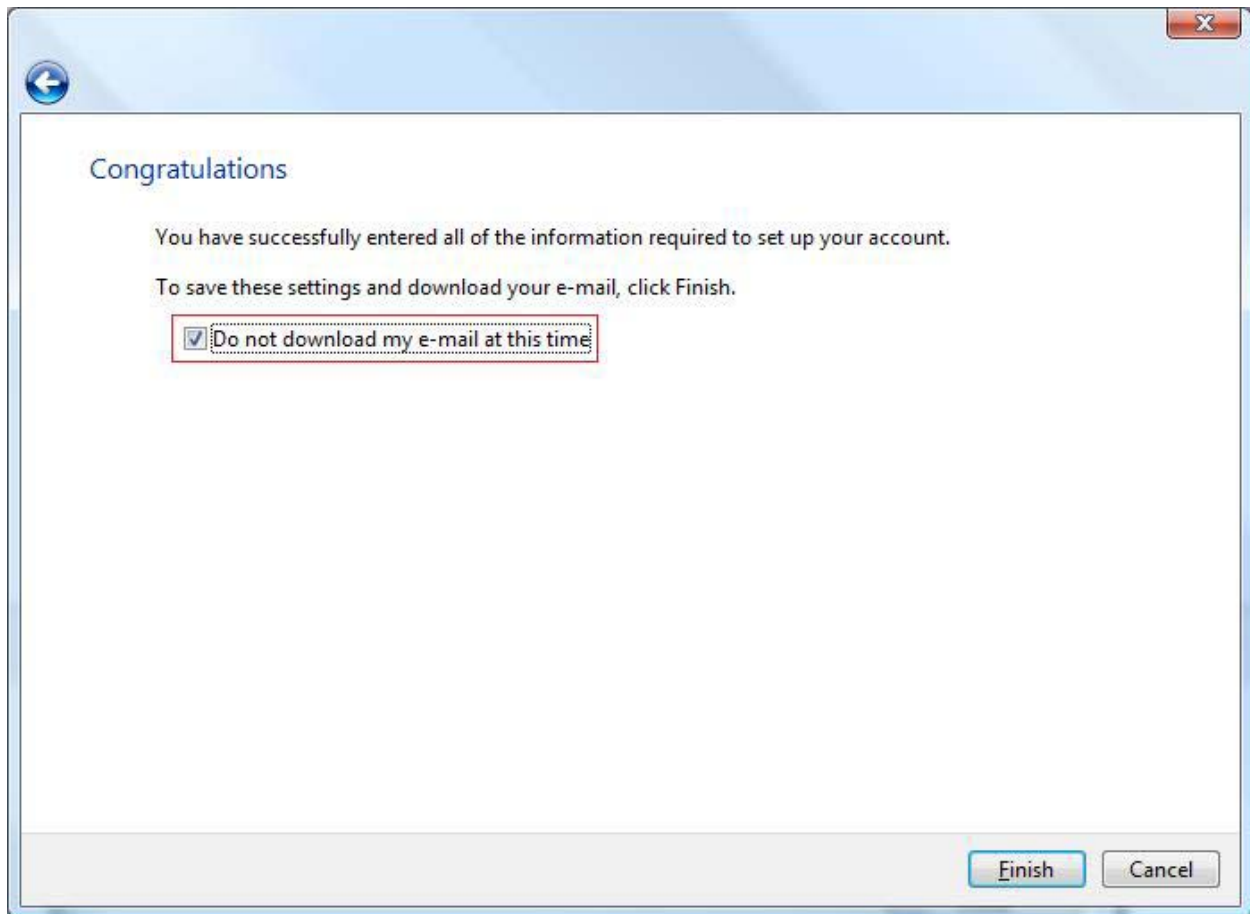 Congratulations
You have successfully entered all of the information required to set up your account.
To save these settings and download your e-mail, click Finish.
Do not download my e-mail at this time
Finish
Cancel